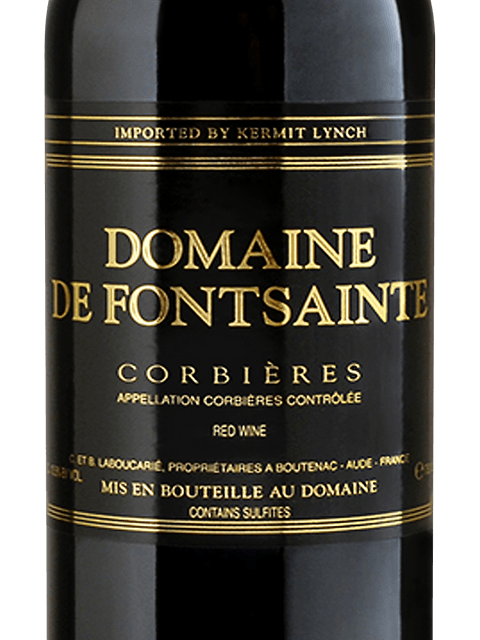 IMPORTED BY KERMIT LYNCH
DOMAINE
DE FONTSAINTE
CORBIÈRES
APPELLATION CORBIÈRES CONTRÔLÉE
RED WINE
ET B. LABOUCARIÉ, PROPRIÉTAIRES A BOUTENAC - AUDE - FRANCE
VOL. ℮
MIS EN BOUTEILLE AU DOMAINE
CONTAINS SULFITES